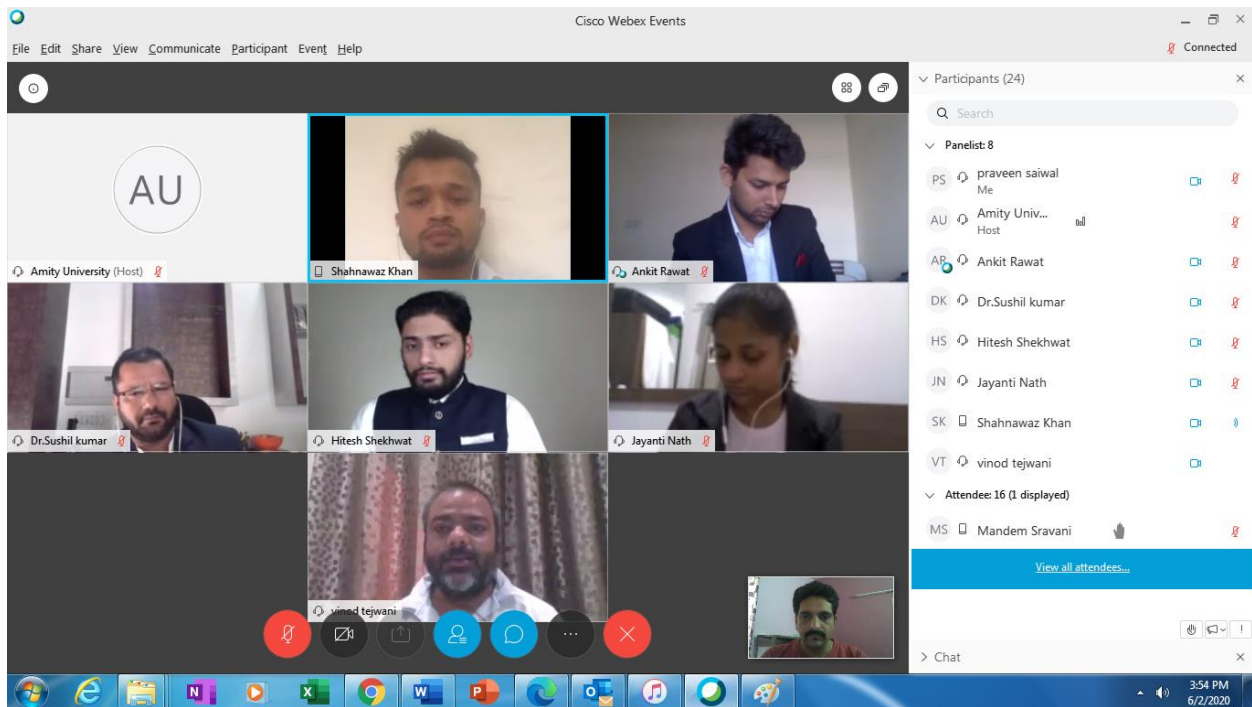 Cisco Webex Events
File Edit Share View Communicate Participant Event Help
Connected
Participants (24)
Search
Panelist: 8
PS praveen saiwal
Me
AU Amity Univ...
Host
AR Ankit Rawat
DK Dr.Sushil kumar
HS Hitesh Shekhwat
JN Jayanti Nath
SK Shahnawaz Khan
VT vinod tejwani
Attendee: 16 (1 displayed)
MS Mandem Sravani
View all attendees...
Chat
AU
Amity University (Host)
Shahnawaz Khan
Ankit Rawat
Dr.Sushil kumar
Hitesh Shekhwat
Jayanti Nath
vinod tejwani
3:54 PM
6/2/2020